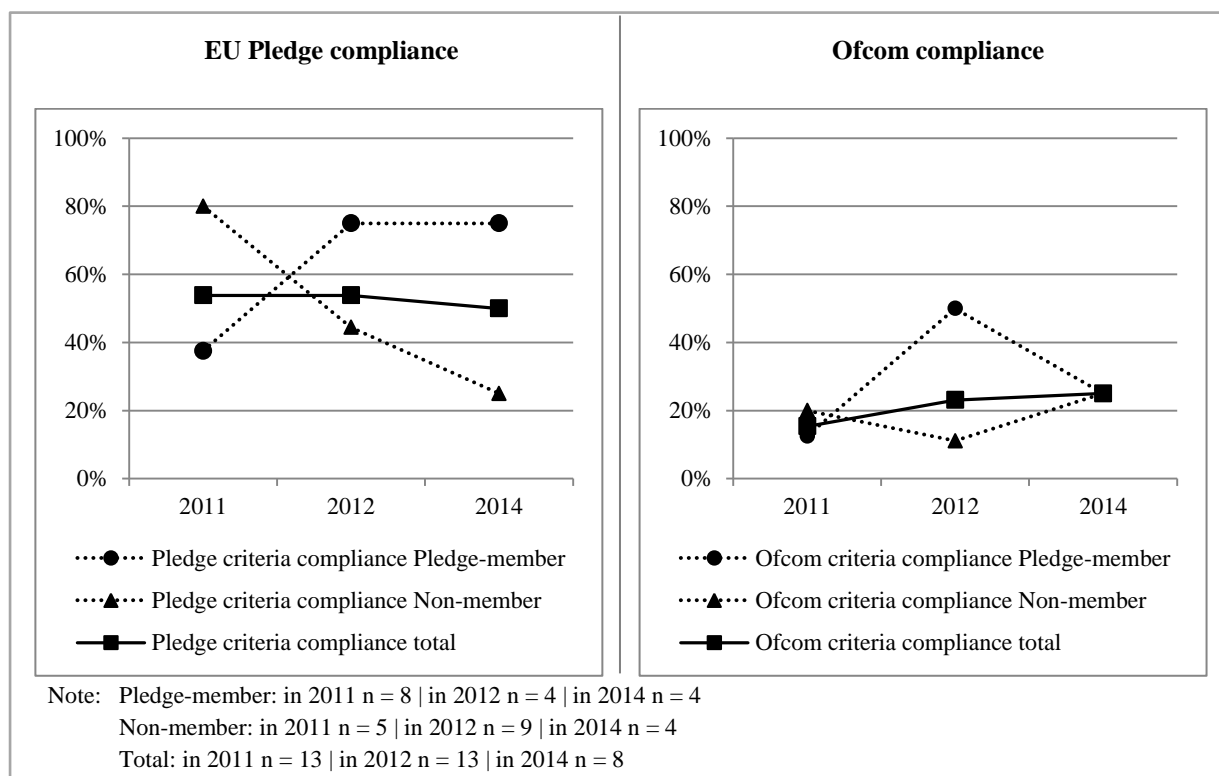 EU Pledge compliance
100%
80%
60%
40%
20%
0%
2011 2012 2014
Pledge criteria compliance Pledge-member
Pledge criteria compliance Non-member
Pledge criteria compliance total
Ofcom compliance
100%
80%
60%
40%
20%
0%
2011 2012 2014
Ofcom criteria compliance Pledge-member
Ofcom criteria compliance Non-member
Ofcom criteria compliance total
Note: Pledge-member: in 2011 n = 8 | in 2012 n = 4 | in 2014 n = 4
Non-member: in 2011 n = 5 | in 2012 n = 9 | in 2014 n = 4
Total: in 2011 n = 13 | in 2012 n = 13 | in 2014 n = 8